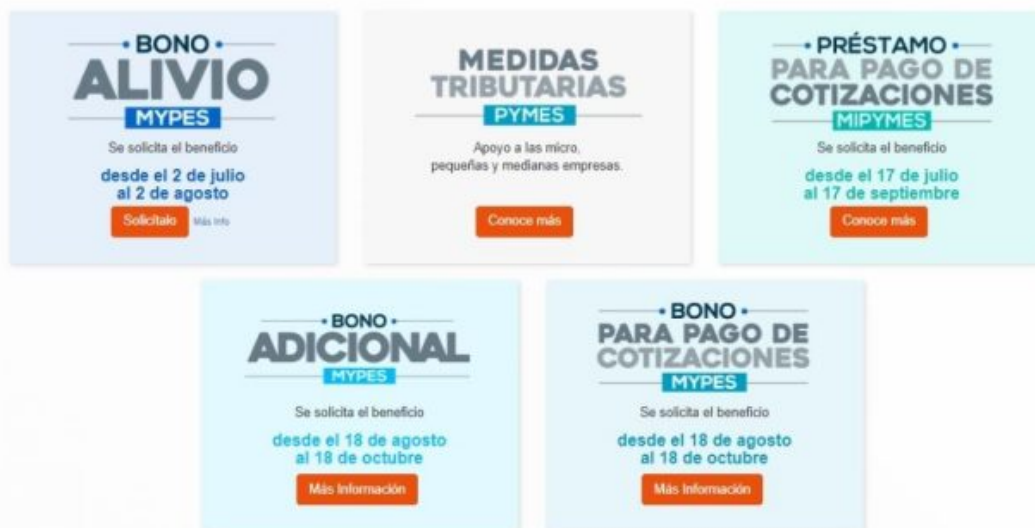 BONO
ALIVIO
MYPES
Se solicita el beneficio
desde el 2 de julio
al 2 de agosto
Solicítalo Más Info
MEDIDAS
TRIBUTARIAS
PYMES
Apoyo a las micro,
pequeñas y medianas empresas.
Conoce más
PRÉSTAMO
PARA PAGO DE
COTIZACIONES
MIPYMES
Se solicita el beneficio
desde el 17 de julio
al 17 de septiembre
Conoce más
BONO
ADICIONAL
MYPES
Se solicita el beneficio
desde el 18 de agosto
al 18 de octubre
Más Información
BONO
PARA PAGO DE
COTIZACIONES
MYPES
Se solicita el beneficio
desde el 18 de agosto
al 18 de octubre
Más Información